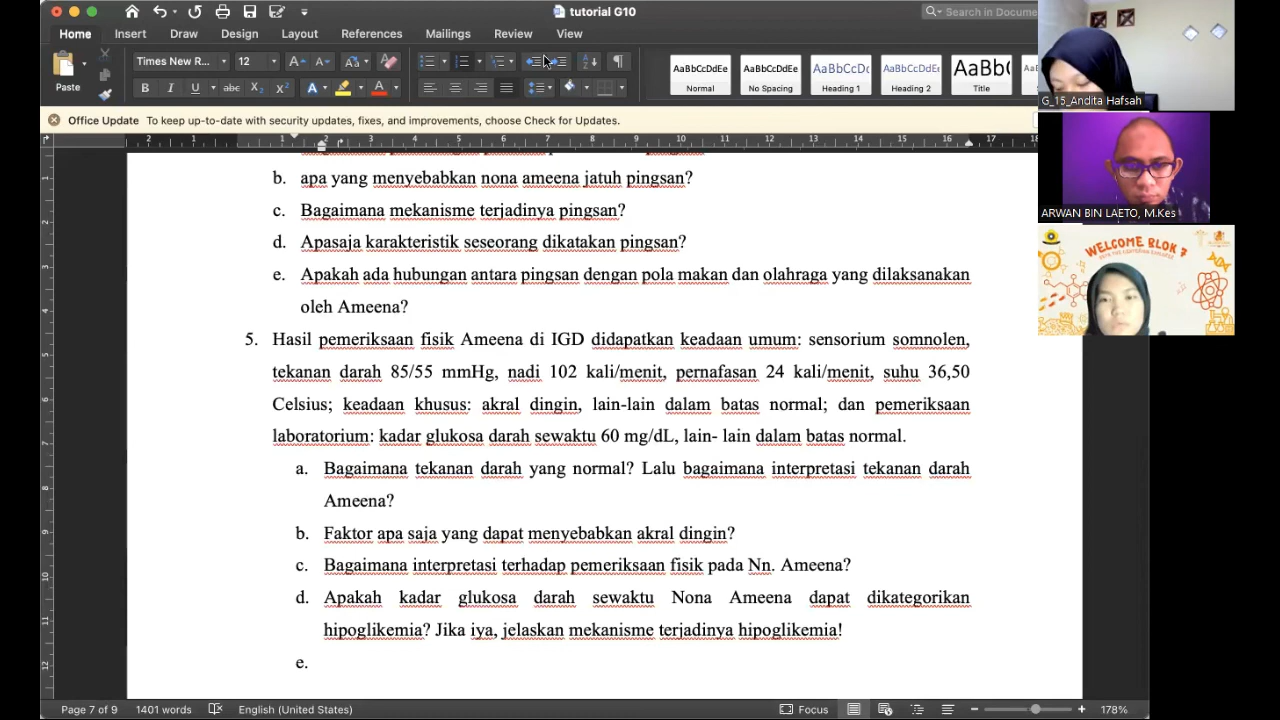 tutorial G10
Search in Docume
Home Insert Draw Design Layout References Mailings Review View
Paste
Times New R... 12
AaBbCcDdEe AaBbCcDdEe AaBbCcDc AaBbCcDdEe AaBbC
Normal No Spacing Heading 1 Heading 2 Title
Office Update To keep up-to-date with security updates, fixes, and improvements, choose Check for Updates.
b. apa yang menyebabkan nona ameena jatuh pingsan?
c. Bagaimana mekanisme terjadinya pingsan?
d. Apasaja karakteristik seseorang dikatakan pingsan?
e. Apakah ada hubungan antara pingsan dengan pola makan dan olahraga yang dilaksanakan
oleh Ameena?
5. Hasil pemeriksaan fisik Ameena di IGD didapatkan keadaan umum: sensorium somnolen,
tekanan darah 85/55 mmHg, nadi 102 kali/menit, pernafasan 24 kali/menit, suhu 36,50
Celsius; keadaan khusus: akral dingin, lain-lain dalam batas normal; dan pemeriksaan
laboratorium: kadar glukosa darah sewaktu 60 mg/dL, lain- lain dalam batas normal.
a. Bagaimana tekanan darah yang normal? Lalu bagaimana interpretasi tekanan darah
Ameena?
b. Faktor apa saja yang dapat menyebabkan akral dingin?
c. Bagaimana interpretasi terhadap pemeriksaan fisik pada Nn. Ameena?
d. Apakah kadar glukosa darah sewaktu Nona Ameena dapat dikategorikan
hipoglikemia? Jika iya, jelaskan mekanisme terjadinya hipoglikemia!
e.
Page 7 of 9 1401 words English (United States) Focus 178%
G_15_Andita Hafsah
ARWAN BIN LAETO, M.Kes
WELCOME BLOK 7